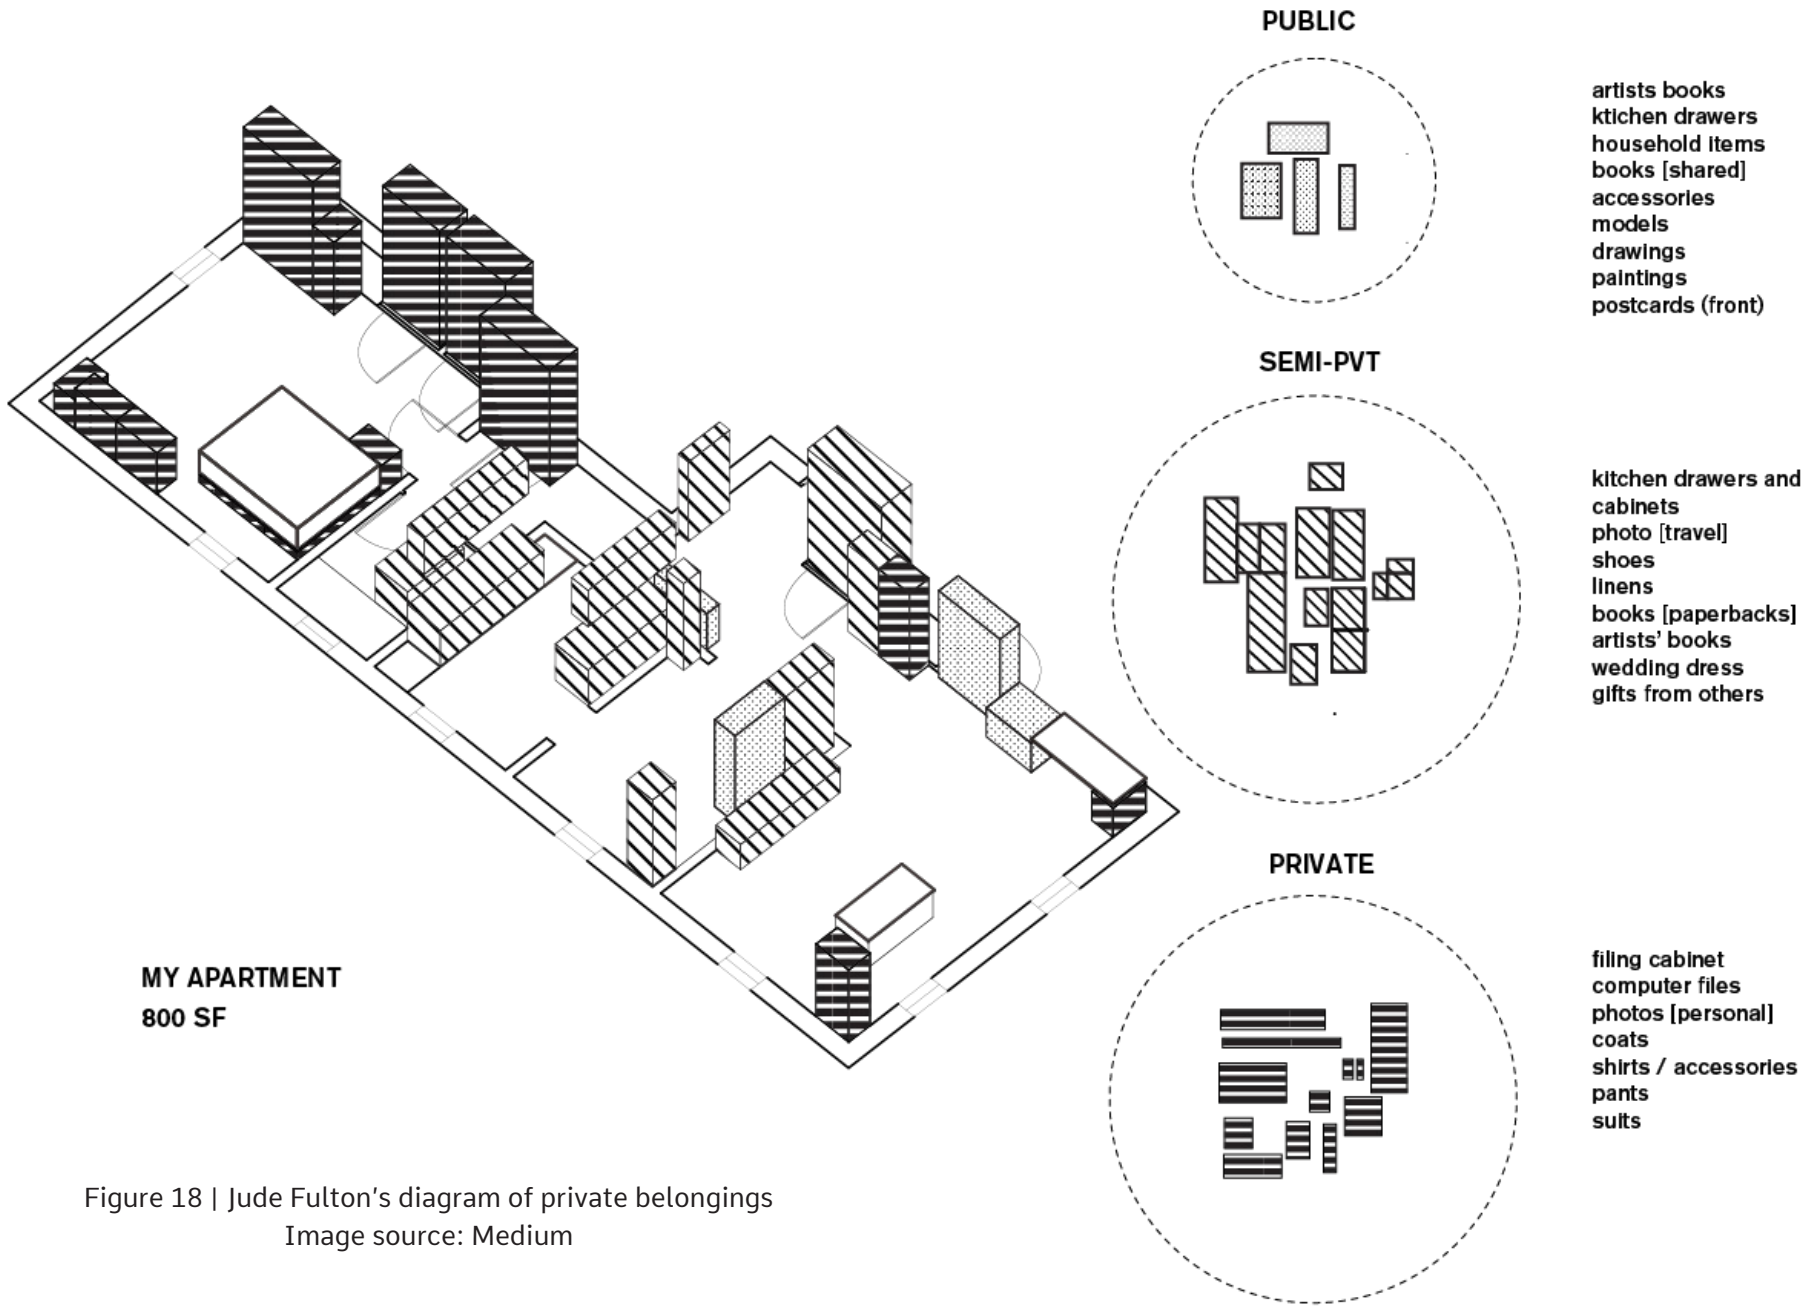 PUBLIC
artists books
ktichen drawers
household items
books [shared]
accessories
models
drawings
paintings
postcards (front)
SEMI-PVT
kitchen drawers and
cabinets
photo [travel]
shoes
linens
books [paperbacks]
artists' books
wedding dress
gifts from others
PRIVATE
filing cabinet
computer files
photos [personal]
coats
shirts / accessories
pants
suits
MY APARTMENT
800 SF
Figure 18 | Jude Fulton's diagram of private belongings
Image source: Medium